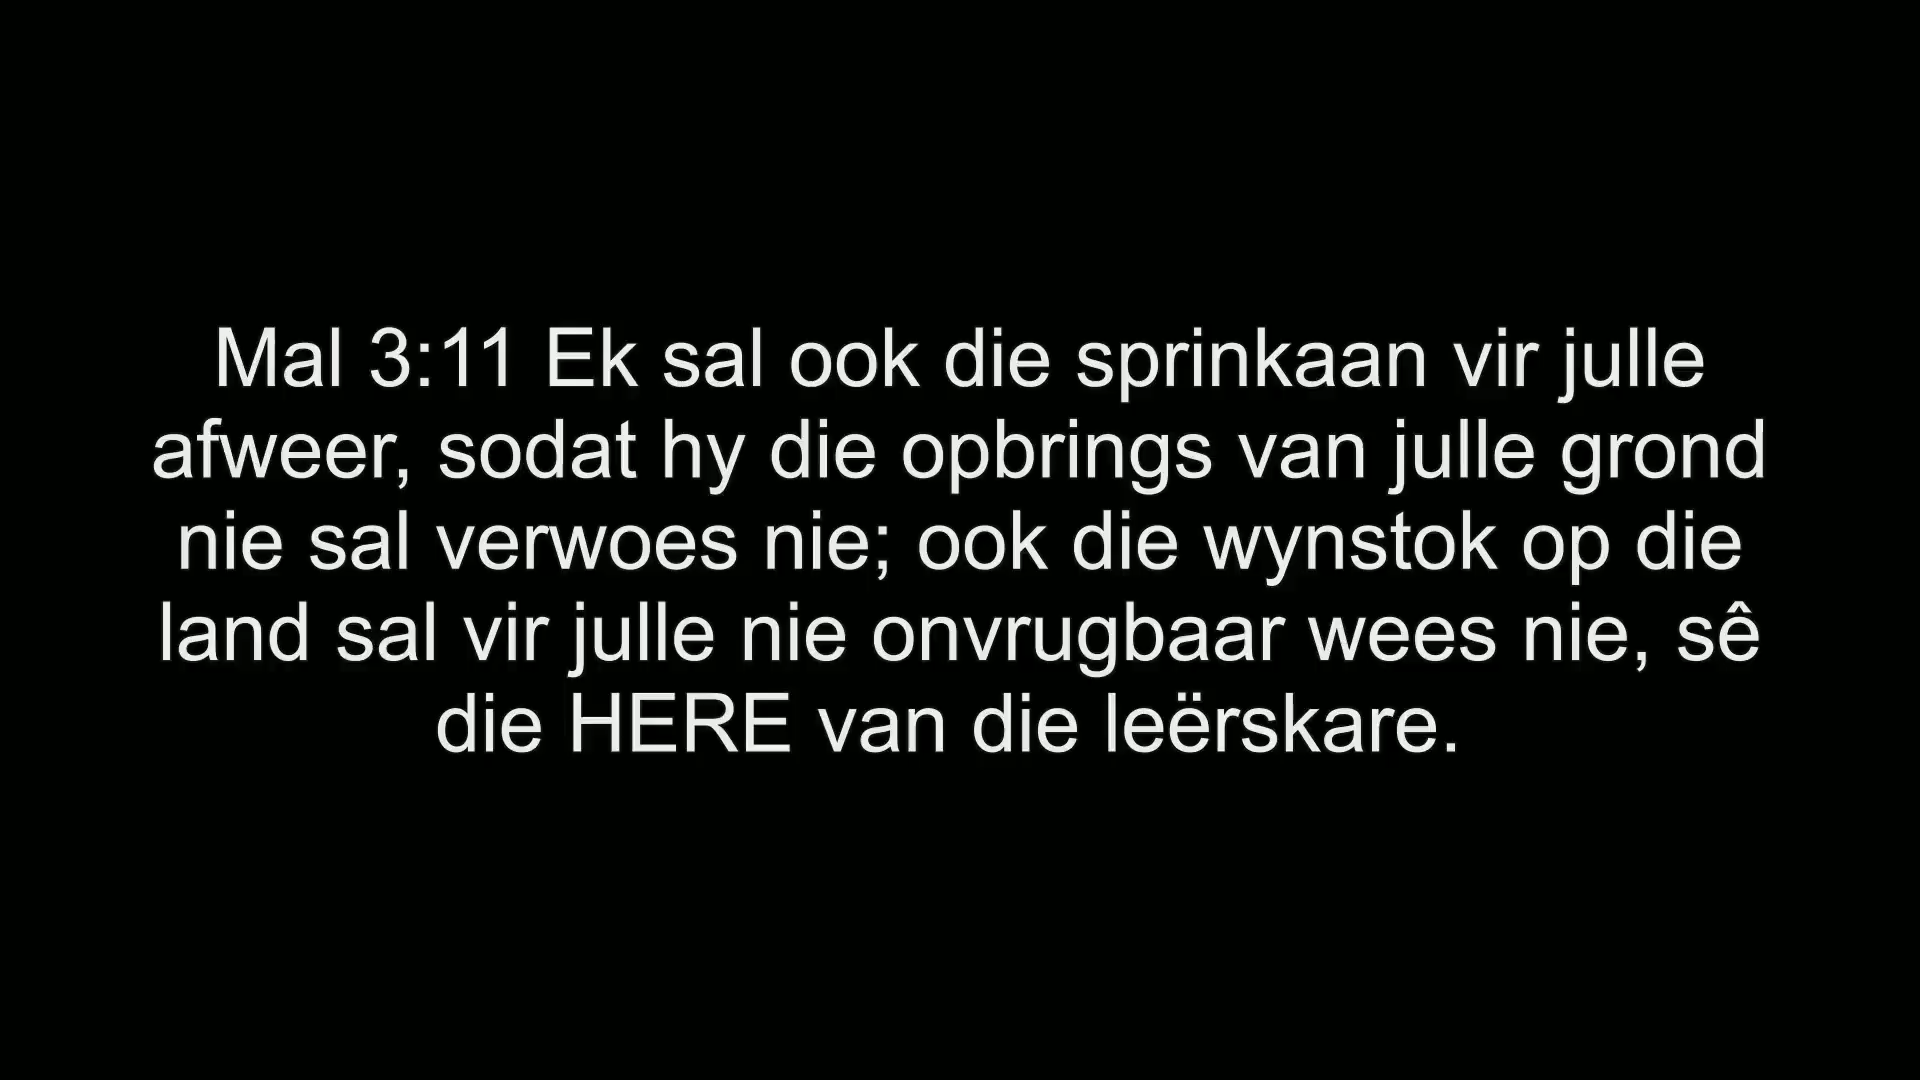 Mal 3:11 Ek sal ook die sprinkaan vir julle
afweer, sodat hy die opbrings van julle grond
nie sal verwoes nie; ook die wynstok op die
land sal vir julle nie onvrugbaar wees nie, sê
die HERE van die leërskare.